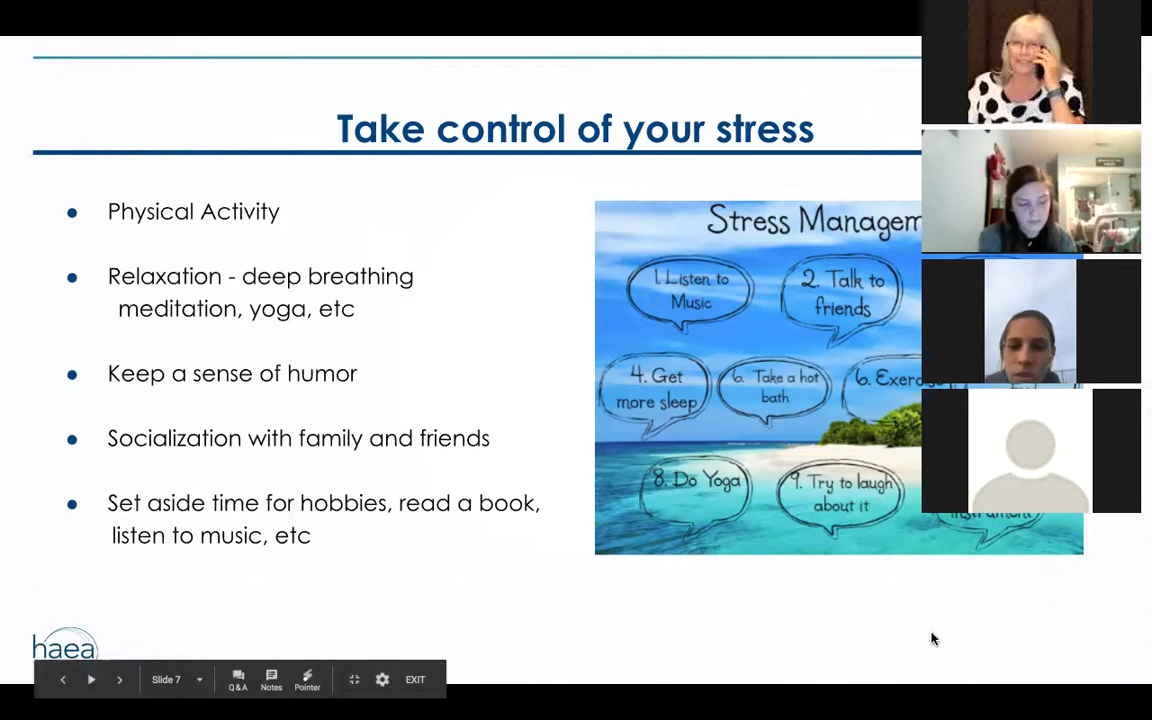 Take control of your stress
● Physical Activity
● Relaxation - deep breathing
meditation, yoga, etc
● Keep a sense of humor
● Socialization with family and friends
● Set aside time for hobbies, read a book,
listen to music, etc
Stress Managem
1. Listen to
Music
2. Talk to
friends
4. Get
more sleep
6. Take a hot
bath
6. Exercise
8. Do Yoga
9. Try to laugh
about it
instrument
haea
Slide 7
Q&A
Notes
Pointer
EXIT